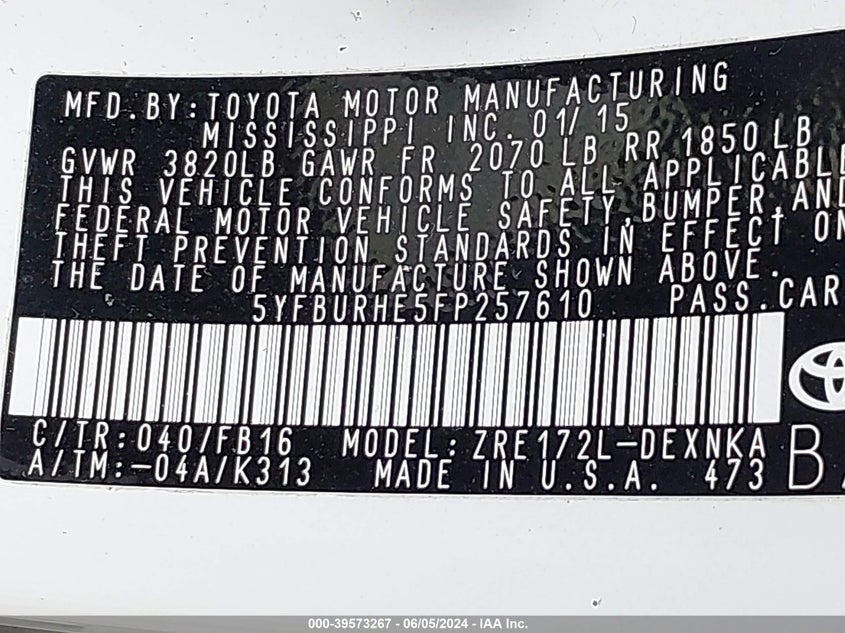 MFD.BY:TOYOTA MOTOR MANUFACTURING
MISSISSIPPI INC. 01/15
GVWR 3820LB GAWR FR 2070 LB RR 1850 LB
THIS VEHICLE CONFORMS TO ALL APPLICABLE
FEDERAL MOTOR VEHICLE SAFETY, BUMPER, AND
THEFT PREVENTION STANDARDS IN EFFECT ON
THE DATE OF MANUFACTURE SHOWN ABOVE.
5YFBURHE5FP257610 PASS.CAR
C/TR:040/FB16 MODEL:ZRE172L-DEXNKA
A/TM:-04A/K313 MADE IN U.S.A. 473 B
000-39573267 - 06/05/2024 - IAA Inc.